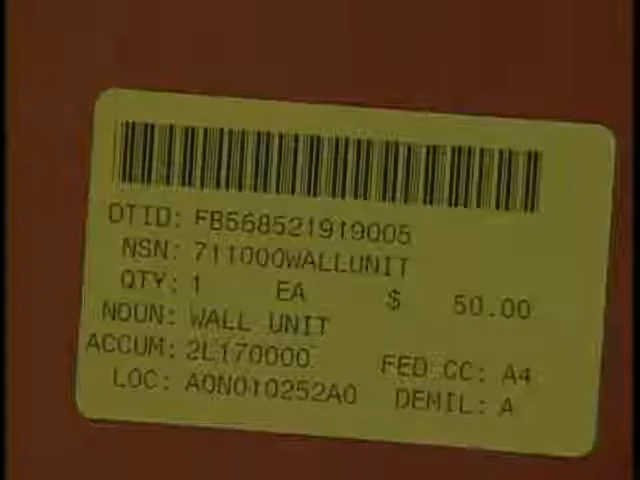 DTID: FB568521919005
NSN: 711000WALLUNIT
QTY: 1 EA $ 50.00
NOUN: WALL UNIT
ACCUM: 2L170000 FED CC: A4
LOC: A0N010252A0 DEMIL: A